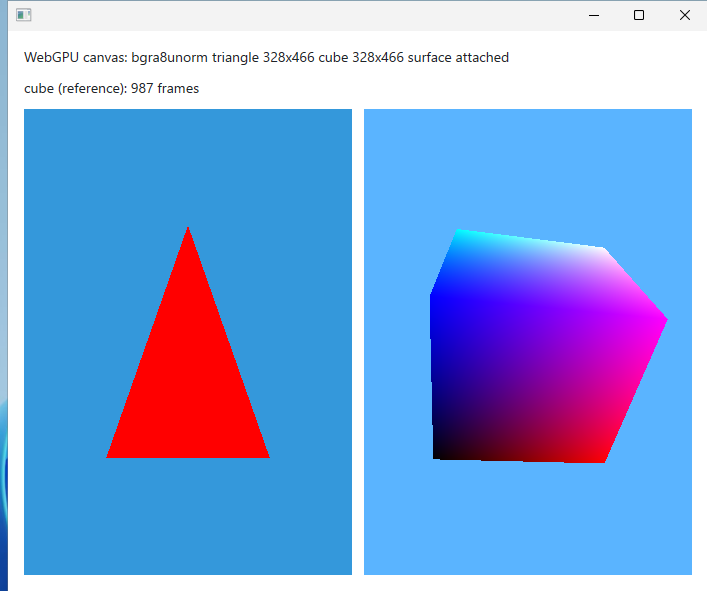 WebGPU canvas: bgra8unorm triangle 328x466 cube 328x466 surface attached
cube (reference): 987 frames